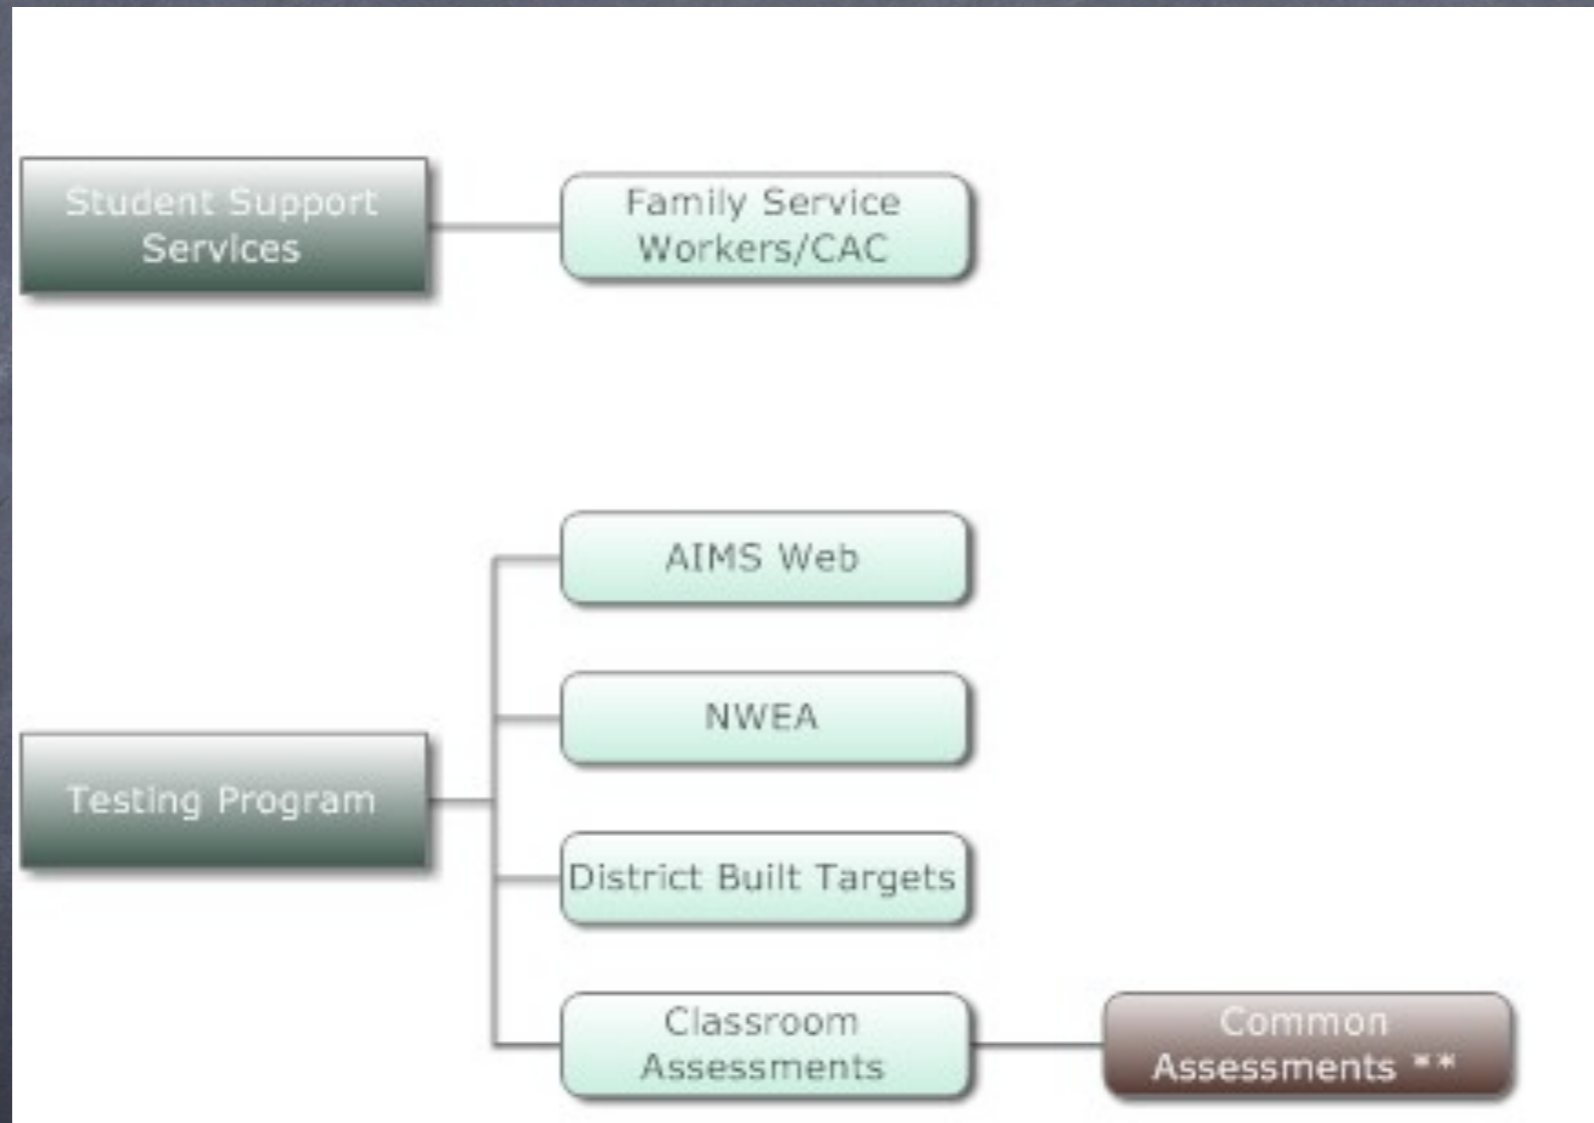 Student Support
Services
Family Service
Workers/CAC
AIMS Web
NWEA
Testing Program
District Built Targets
Classroom
Assessments
Common
Assessments **